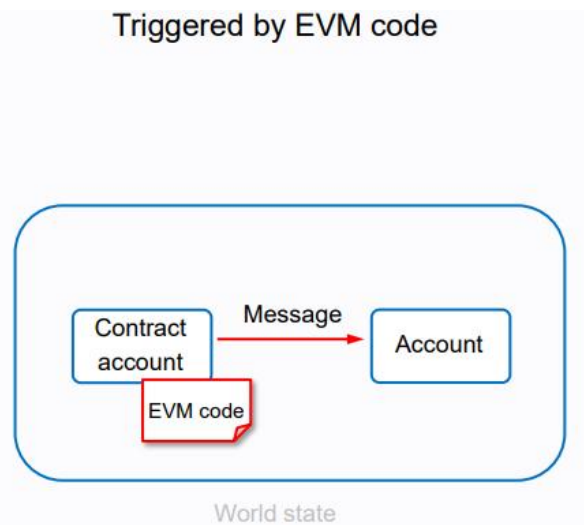 Triggered by EVM code
Message
Contract
account
Account
EVM code
World state